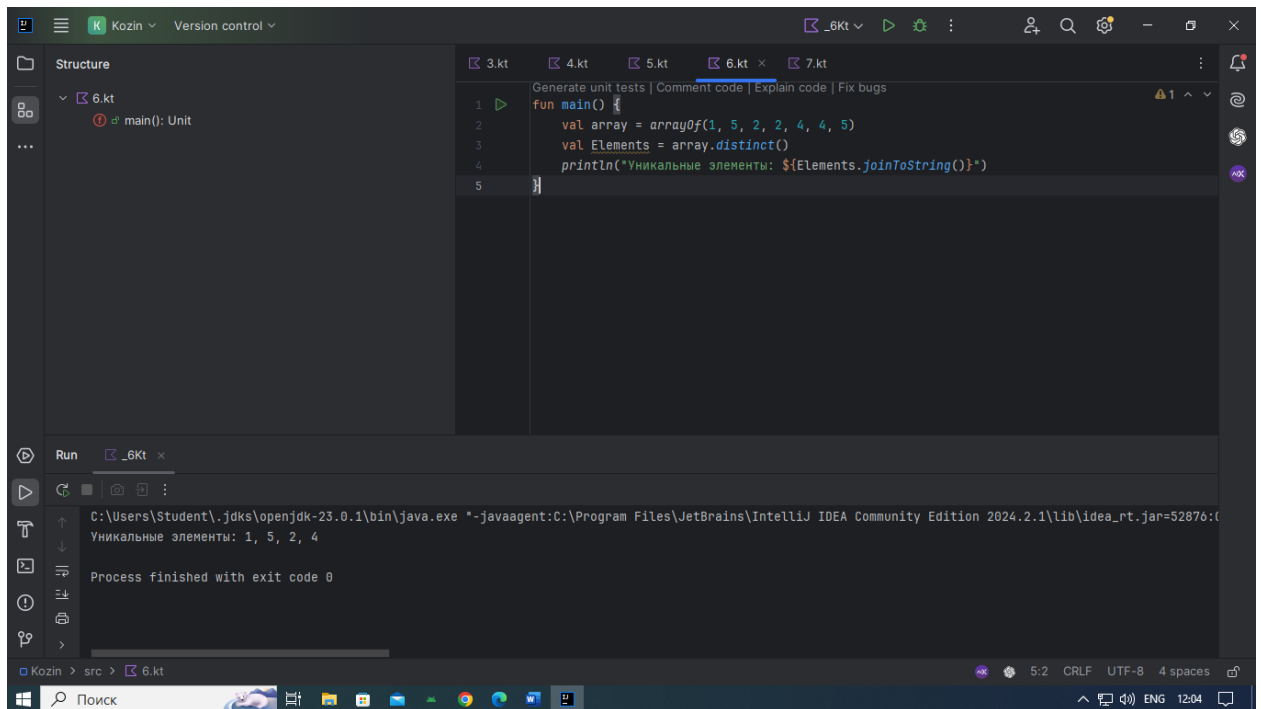 K Kozin Version control _6Kt
Structure
6.kt
main(): Unit
3.kt 4.kt 5.kt 6.kt 7.kt
Generate unit tests | Comment code | Explain code | Fix bugs
1 fun main() {
2 val array = arrayOf(1, 5, 2, 2, 4, 4, 5)
3 val Elements = array.distinct()
4 println("Уникальные элементы: ${Elements.joinToString()}")
5 }
1
Run _6Kt
C:\Users\Student\.jdks\openjdk-23.0.1\bin\java.exe "-javaagent:C:\Program Files\JetBrains\IntelliJ IDEA Community Edition 2024.2.1\lib\idea_rt.jar=52876:
Уникальные элементы: 1, 5, 2, 4
Process finished with exit code 0
Kozin > src > 6.kt 5:2 CRLF UTF-8 4 spaces
Поиск ENG 12:04